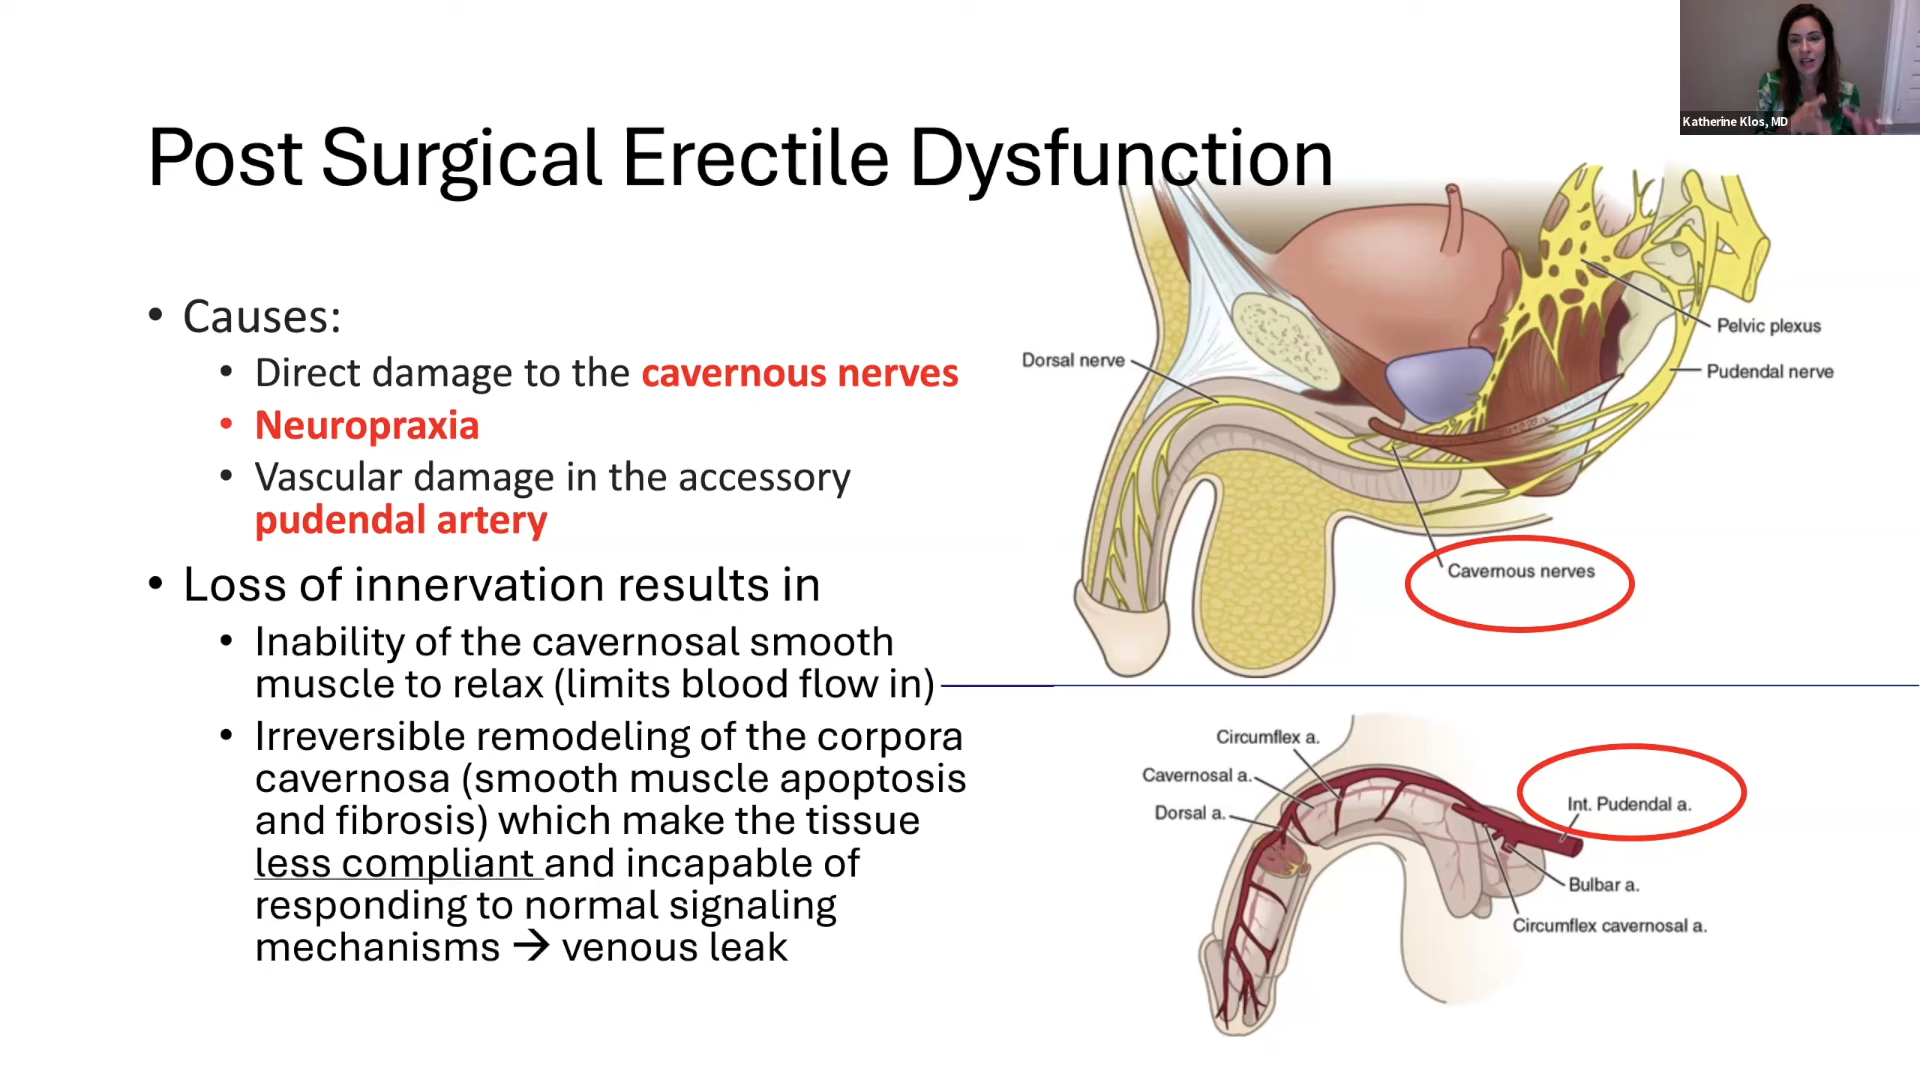 Katherine Klos, MD
Post Surgical Erectile Dysfunction
• Causes:
• Direct damage to the cavernous nerves
• Neuropraxia
• Vascular damage in the accessory
pudendal artery
• Loss of innervation results in
• Inability of the cavernosal smooth
muscle to relax (limits blood flow in)
• Irreversible remodeling of the corpora
cavernosa (smooth muscle apoptosis
and fibrosis) which make the tissue
less compliant and incapable of
responding to normal signaling
mechanisms → venous leak
Pelvic plexus
Dorsal nerve
Pudendal nerve
Cavernous nerves
Circumflex a.
Cavernosal a.
Dorsal a.
Int. Pudendal a.
Bulbar a.
Circumflex cavernosal a.